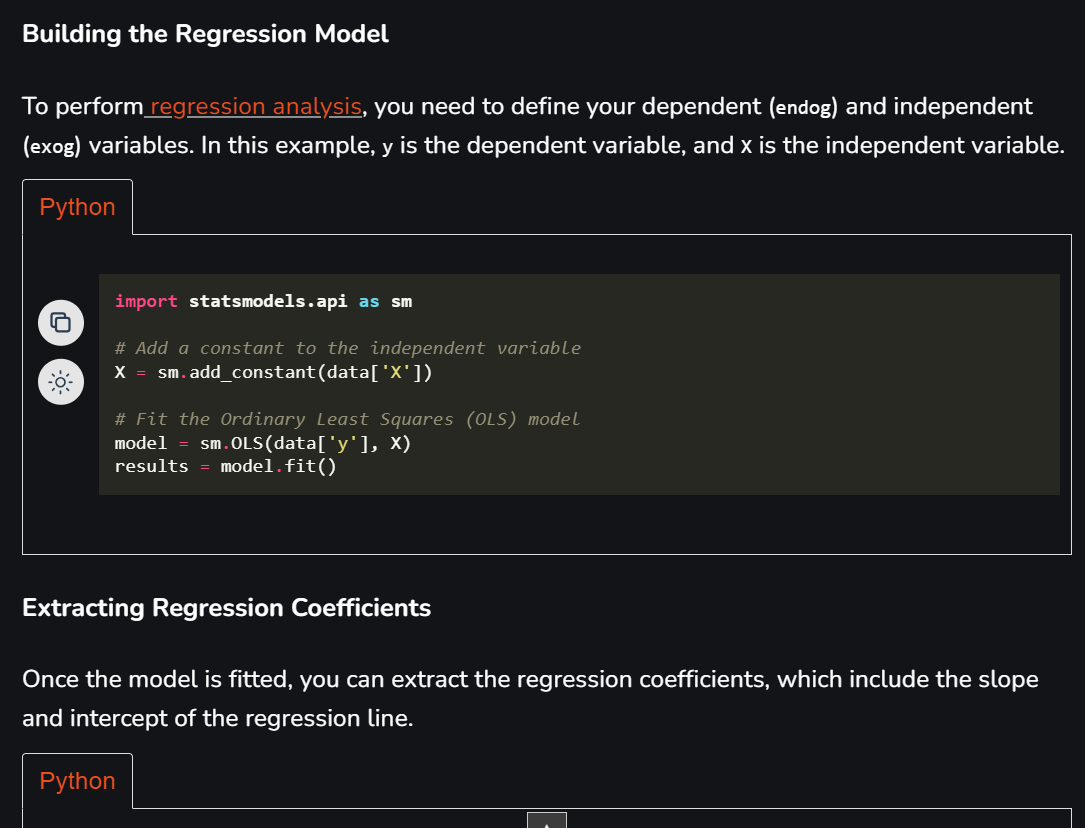 Building the Regression Model
To perform regression analysis, you need to define your dependent (endog) and independent
(exog) variables. In this example, y is the dependent variable, and X is the independent variable.
Python
import statsmodels.api as sm
# Add a constant to the independent variable
X = sm.add_constant(data['X'])
# Fit the Ordinary Least Squares (OLS) model
model = sm.OLS(data['y'], X)
results = model.fit()
Extracting Regression Coefficients
Once the model is fitted, you can extract the regression coefficients, which include the slope
and intercept of the regression line.
Python